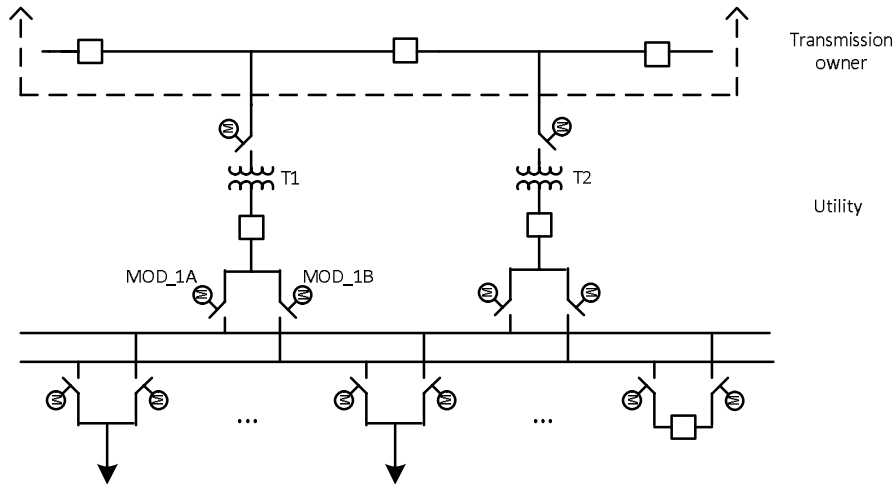 Transmission
owner
M
M
T1
T2
Utility
MOD_1A
MOD_1B
M
M
M
M
M
M
M
M
M
M
...
...